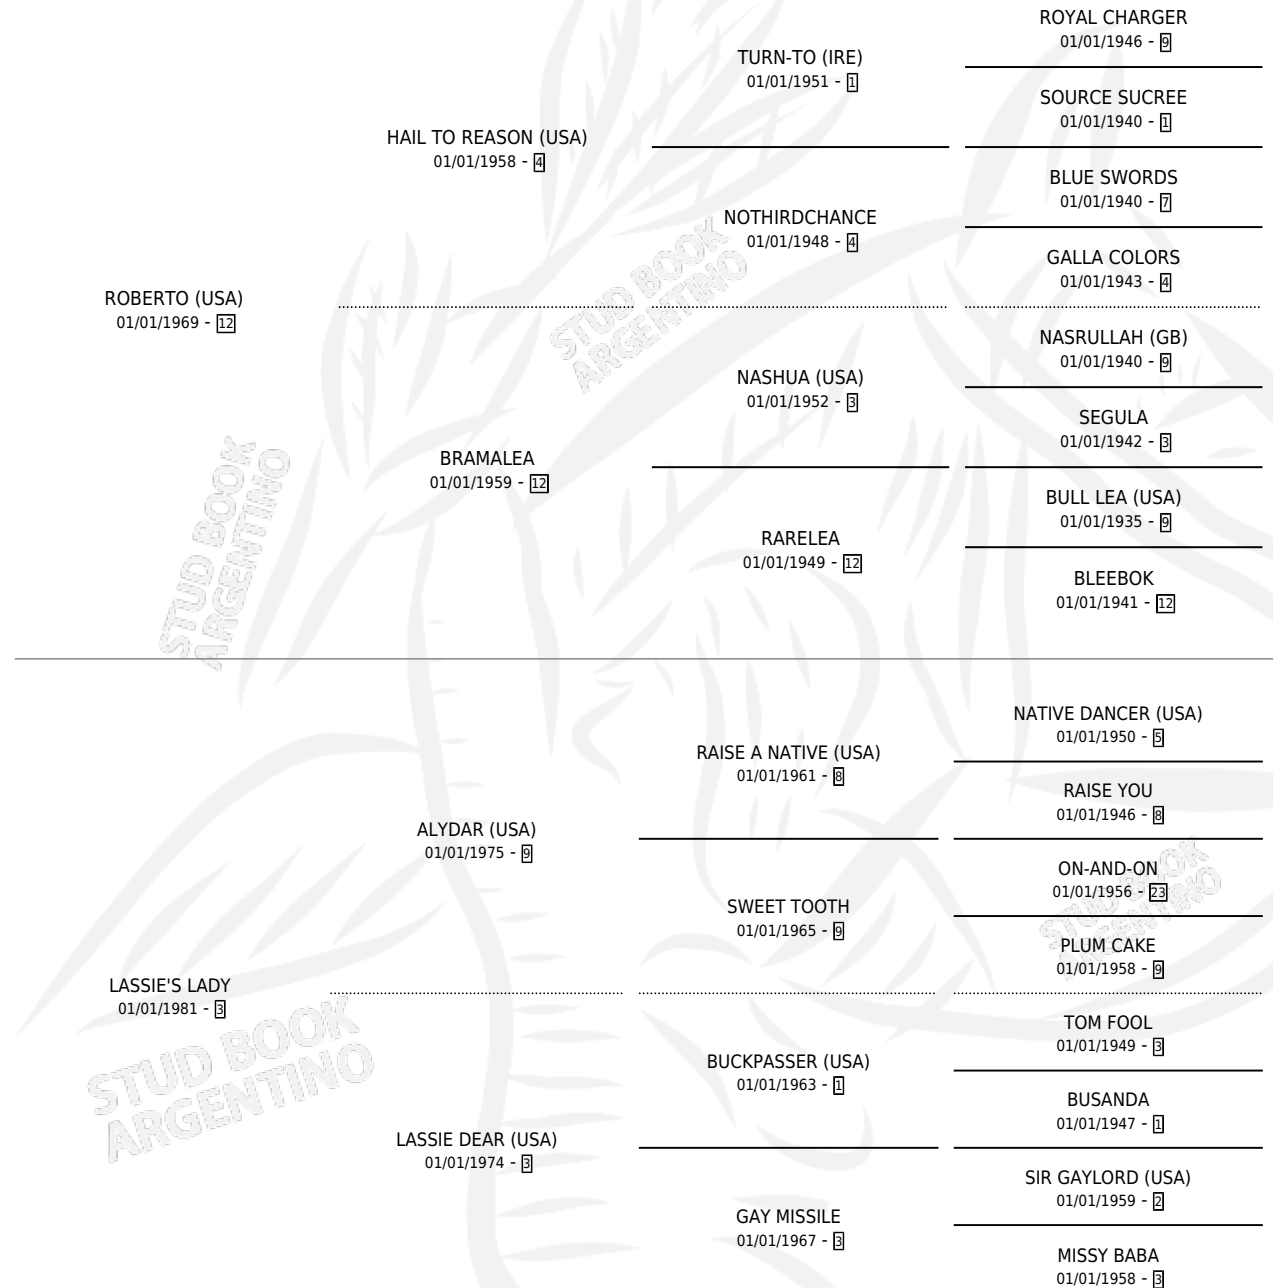 ROYAL CHARGER
01/01/1946 - 9
TURN-TO (IRE)
01/01/1951 - 1
SOURCE SUCREE
01/01/1940 - 1
HAIL TO REASON (USA)
01/01/1958 - 4
BLUE SWORDS
01/01/1940 - 7
NOTHIRDCHANCE
01/01/1948 - 4
GALLA COLORS
01/01/1943 - 4
ROBERTO (USA)
01/01/1969 - 12
NASRULLAH (GB)
01/01/1940 - 9
NASHUA (USA)
01/01/1952 - 3
SEGULA
01/01/1942 - 3
BRAMALEA
01/01/1959 - 12
BULL LEA (USA)
01/01/1935 - 9
RARELEA
01/01/1949 - 12
BLEEBOK
01/01/1941 - 12
NATIVE DANCER (USA)
01/01/1950 - 5
RAISE A NATIVE (USA)
01/01/1961 - 8
RAISE YOU
01/01/1946 - 8
ALYDAR (USA)
01/01/1975 - 9
ON-AND-ON
01/01/1956 - 23
SWEET TOOTH
01/01/1965 - 9
PLUM CAKE
01/01/1958 - 9
LASSIE'S LADY
01/01/1981 - 3
TOM FOOL
01/01/1949 - 3
BUCKPASSER (USA)
01/01/1963 - 1
BUSANDA
01/01/1947 - 1
LASSIE DEAR (USA)
01/01/1974 - 3
SIR GAYLORD (USA)
01/01/1959 - 2
GAY MISSILE
01/01/1967 - 3
MISSY BABA
01/01/1958 - 3
STUD BOOK
ARGENTINO
STUD BOOK
ARGENTINO
STUD BOOK
ARGENTINO
STUD BOOK
ARGENTINO